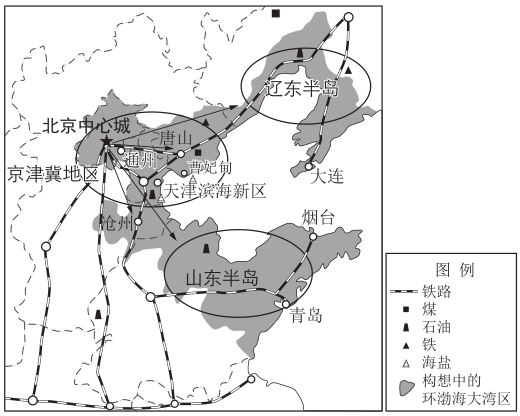 辽东半岛
北京中心城
唐山
通州
曹妃甸
京津冀地区
天津滨海新区
大连
沧州
烟台
山东半岛
青岛
图例
铁路
煤
石油
铁
海盐
构想中的
环渤海大湾区